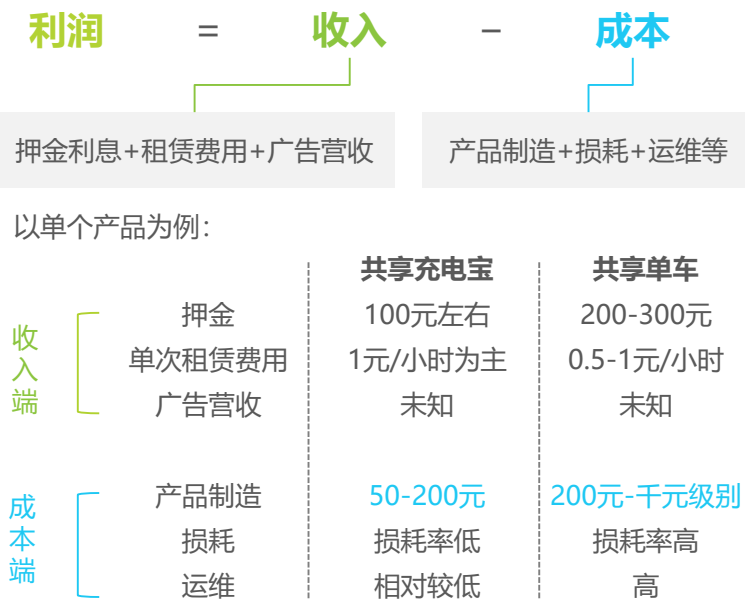 利润 = 收入 − 成本
押金利息+租赁费用+广告营收 产品制造+损耗+运维等
以单个产品为例：
共享充电宝 共享单车
收入端
押金 100元左右 200-300元
单次租赁费用 1元/小时为主 0.5-1元/小时
广告营收 未知 未知
成本端
产品制造 50-200元 200元-千元级别
损耗 损耗率低 损耗率高
运维 相对较低 高